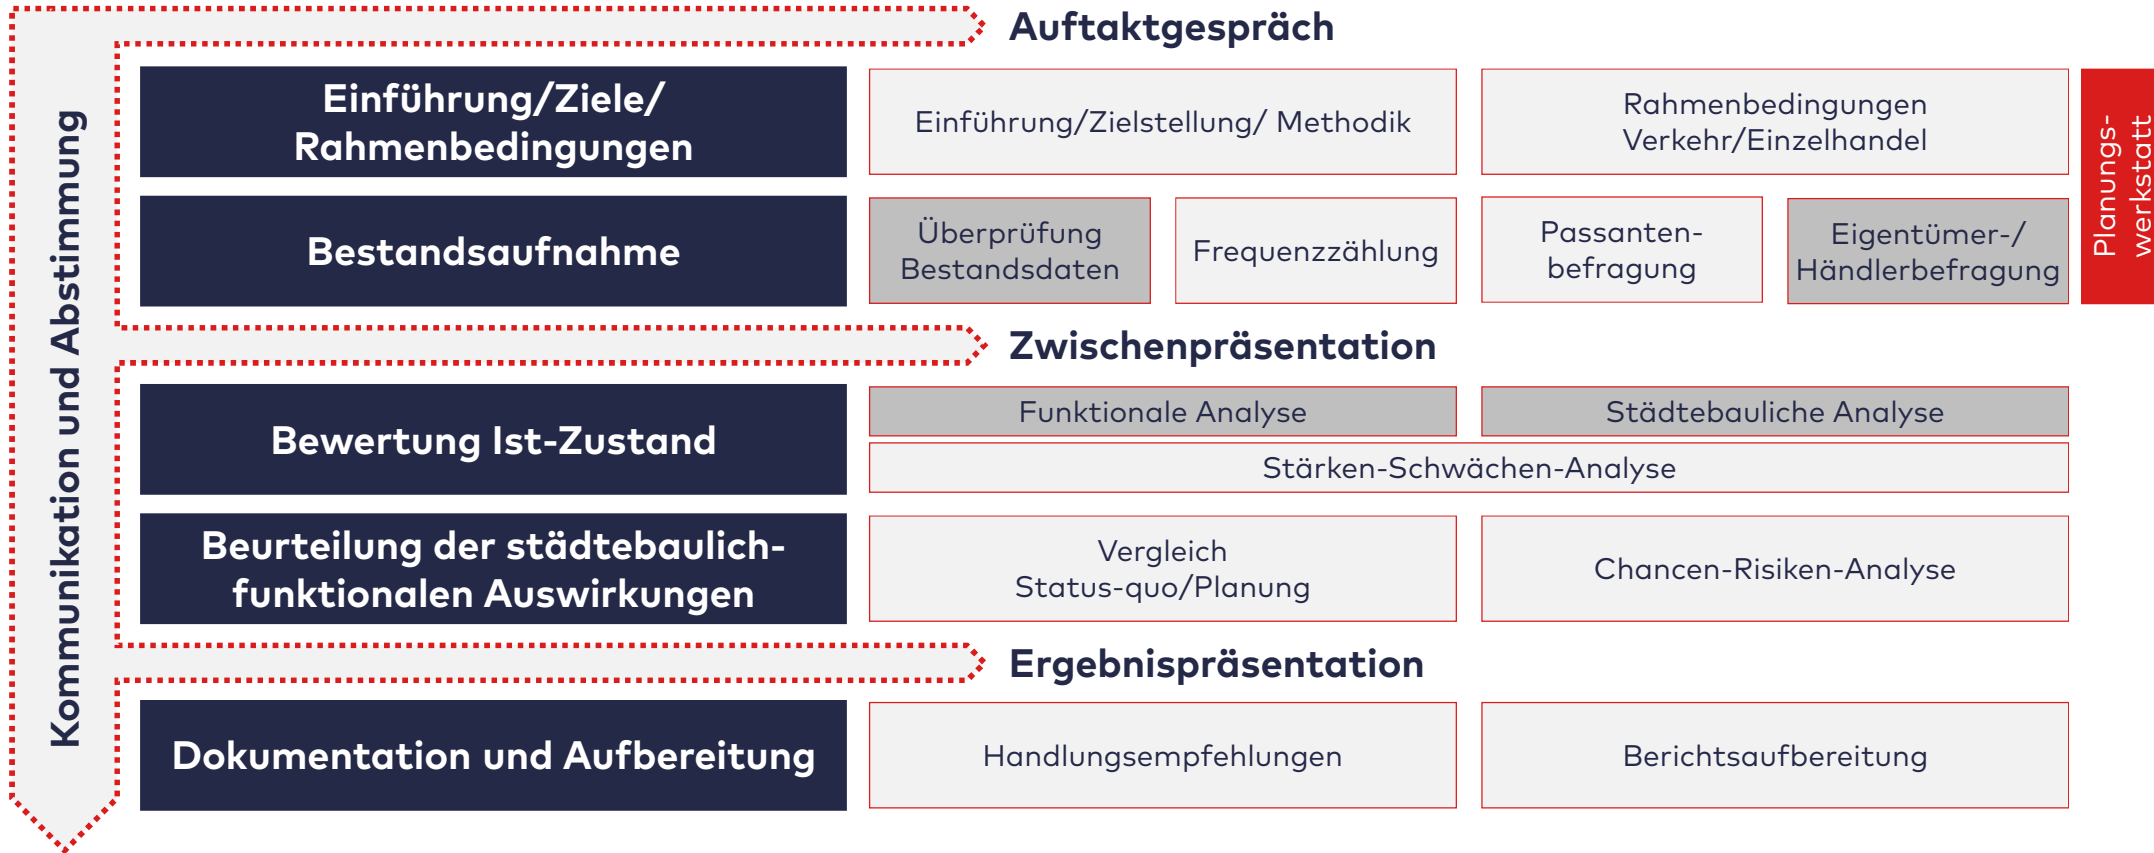 Auftaktgespräch
Kommunikation und Abstimmung
Einführung/Ziele/
Rahmenbedingungen
Einführung/Zielstellung/ Methodik
Rahmenbedingungen
Verkehr/Einzelhandel
Planungs-
werkstatt
Bestandsaufnahme
Überprüfung
Bestandsdaten
Frequenzzählung
Passanten-
befragung
Eigentümer-/
Händlerbefragung
Zwischenpräsentation
Bewertung Ist-Zustand
Funktionale Analyse
Städtebauliche Analyse
Stärken-Schwächen-Analyse
Beurteilung der städtebaulich-
funktionalen Auswirkungen
Vergleich
Status-quo/Planung
Chancen-Risiken-Analyse
Ergebnispräsentation
Dokumentation und Aufbereitung
Handlungsempfehlungen
Berichtsaufbereitung